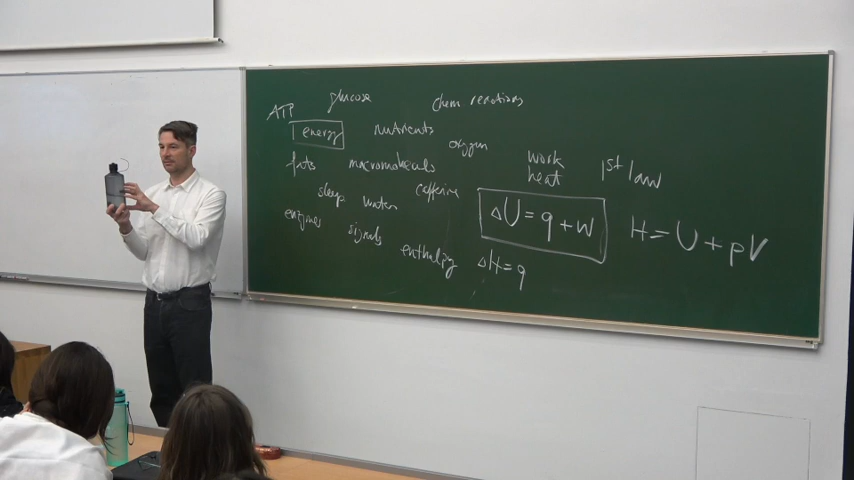 glucose
chem reactions
ATP
energy
nutrients
oxygen
fats
macromolecules
work
heat
1st law
sleep
water
caffeine
enzymes
signals
ΔU = q + w
H = U + pV
enthalpy
ΔH = q